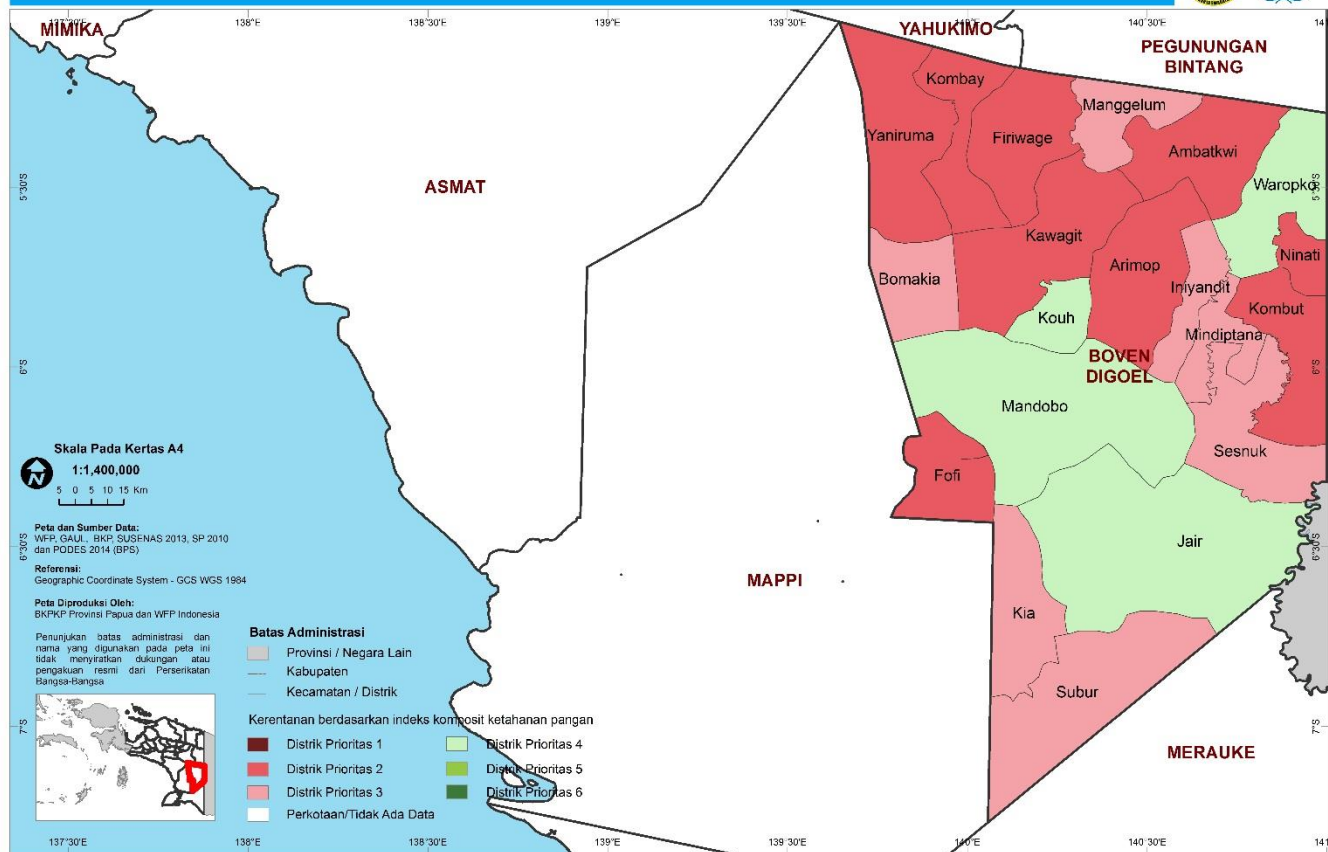 137°30'E 138°E 138°30'E 139°E 139°30'E 140°E 140°30'E 141
MIMIKA
YAHUKIMO
PEGUNUNGAN
BINTANG
Kombay
Manggelum
Yaniruma
Firiwage
Ambatkwi
ASMAT
Waropko
5°30'S
5°30'S
Kawagit
Ninati
Arimop
Bomakia
Iniyandit
Kombut
Kouh
Mindiptana
BOVEN
DIGOEL
6°S
6°S
Mandobo
Sesnuk
Fofi
Skala Pada Kertas A4
1:1,400,000
N
5 0 5 10 15 Km
Peta dan Sumber Data:
WFP, GAUL, BKP, SUSENAS 2013, SP 2010
dan PODES 2014 (BPS)
6°30'S
6°30'S
Jair
Referensi:
Geographic Coordinate System - GCS WGS 1984
MAPPI
Peta Diproduksi Oleh:
BKPKP Provinsi Papua dan WFP Indonesia
Kia
Penunjukan batas administrasi dan
nama yang digunakan pada peta ini
tidak menyiratkan dukungan atau
pengakuan resmi dari Perserikatan
Bangsa-Bangsa
Batas Administrasi
Provinsi / Negara Lain
Kabupaten
Kecamatan / Distrik
Subur
Kerentanan berdasarkan indeks komposit ketahanan pangan
7°S
7°S
Distrik Prioritas 1
Distrik Prioritas 2
Distrik Prioritas 3
Perkotaan/Tidak Ada Data
Distrik Prioritas 4
Distrik Prioritas 5
Distrik Prioritas 6
MERAUKE
137°30'E 138°E 138°30'E 139°E 139°30'E 140°E 140°30'E 141